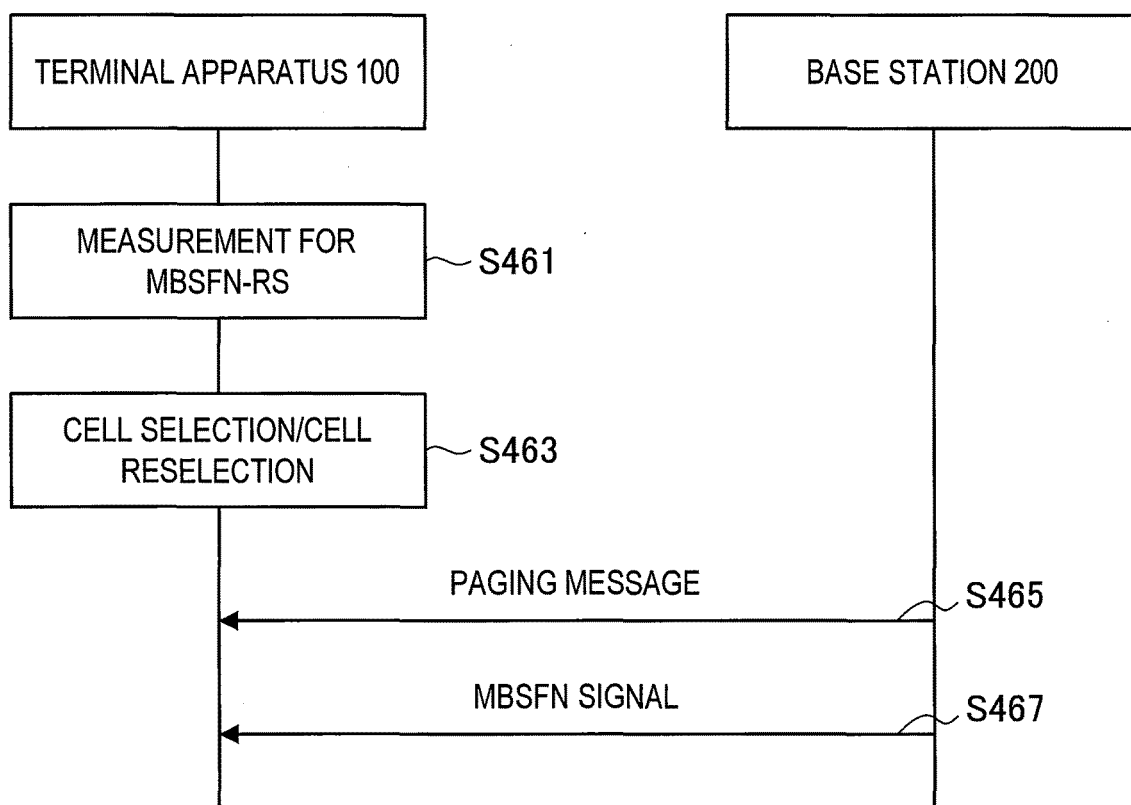 TERMINAL APPARATUS 100
BASE STATION 200
MEASUREMENT FOR
MBSFN-RS
S461
CELL SELECTION/CELL
RESELECTION
S463
PAGING MESSAGE
S465
MBSFN SIGNAL
S467